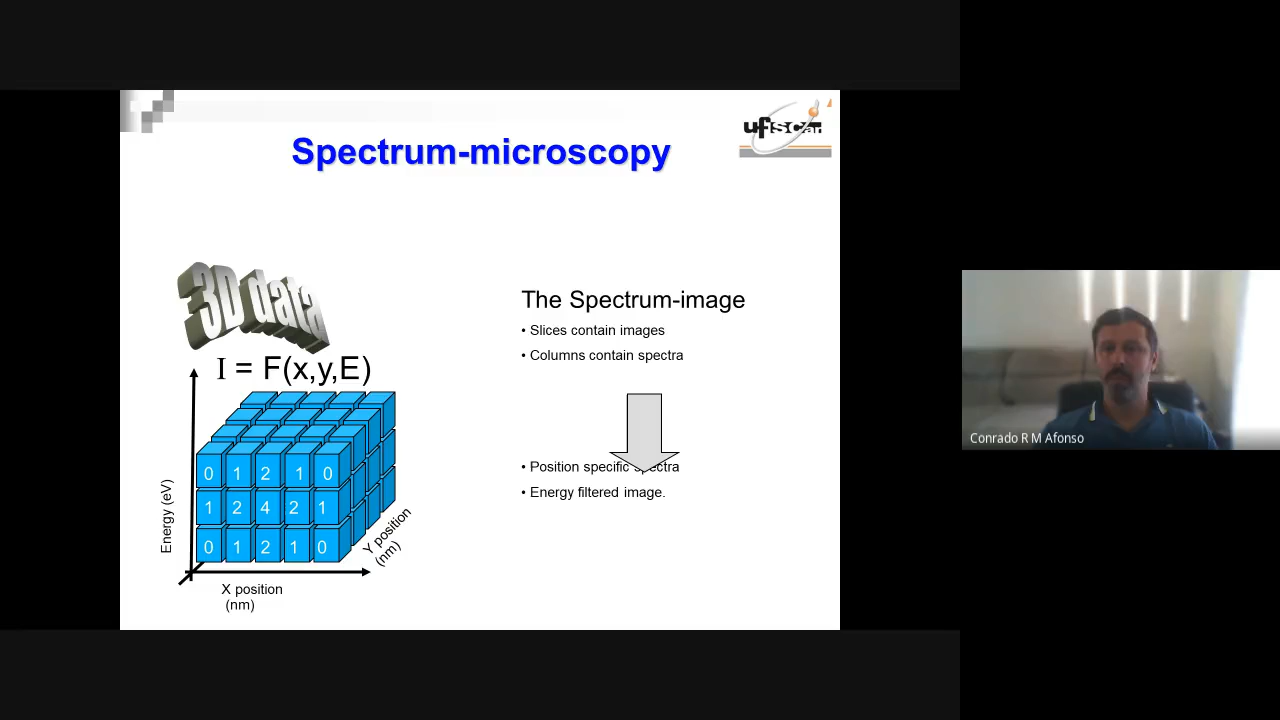 Spectrum-microscopy
ufscar
3D data
I = F(x,y,E)
0 1 2 1 0
1 2 4 2 1
0 1 2 1 0
Energy (eV)
X position
(nm)
Y position
(nm)
The Spectrum-image
• Slices contain images
• Columns contain spectra
• Position specific spectra
• Energy filtered image.
Conrado R M Afonso